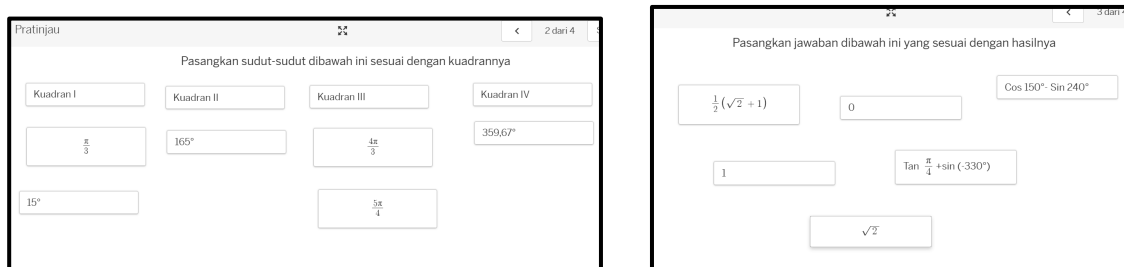 Pratinjau
2 dari 4
Pasangkan sudut-sudut dibawah ini sesuai dengan kuadrannya
Kuadran I
Kuadran II
Kuadran III
Kuadran IV
π/3
165°
4π/3
359,67°
15°
5π/4
3 dari
Pasangkan jawaban dibawah ini yang sesuai dengan hasilnya
1/2 (√2 + 1)
0
Cos 150°- Sin 240°
1
Tan π/4 +sin (-330°)
√2